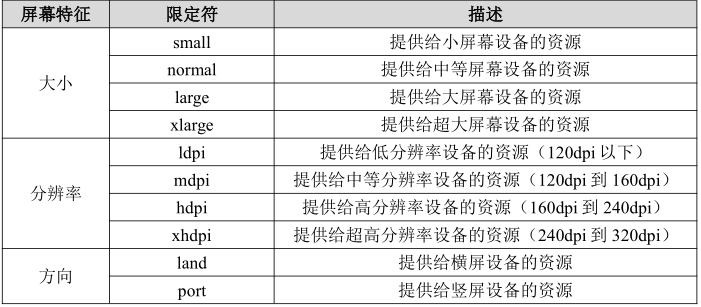 屏幕特征 限定符 描述
大小 small 提供给小屏幕设备的资源
normal 提供给中等屏幕设备的资源
large 提供给大屏幕设备的资源
xlarge 提供给超大屏幕设备的资源
分辨率 ldpi 提供给低分辨率设备的资源（120dpi 以下）
mdpi 提供给中等分辨率设备的资源（120dpi 到 160dpi）
hdpi 提供给高分辨率设备的资源（160dpi 到 240dpi）
xhdpi 提供给超高分辨率设备的资源（240dpi 到 320dpi）
方向 land 提供给横屏设备的资源
port 提供给竖屏设备的资源